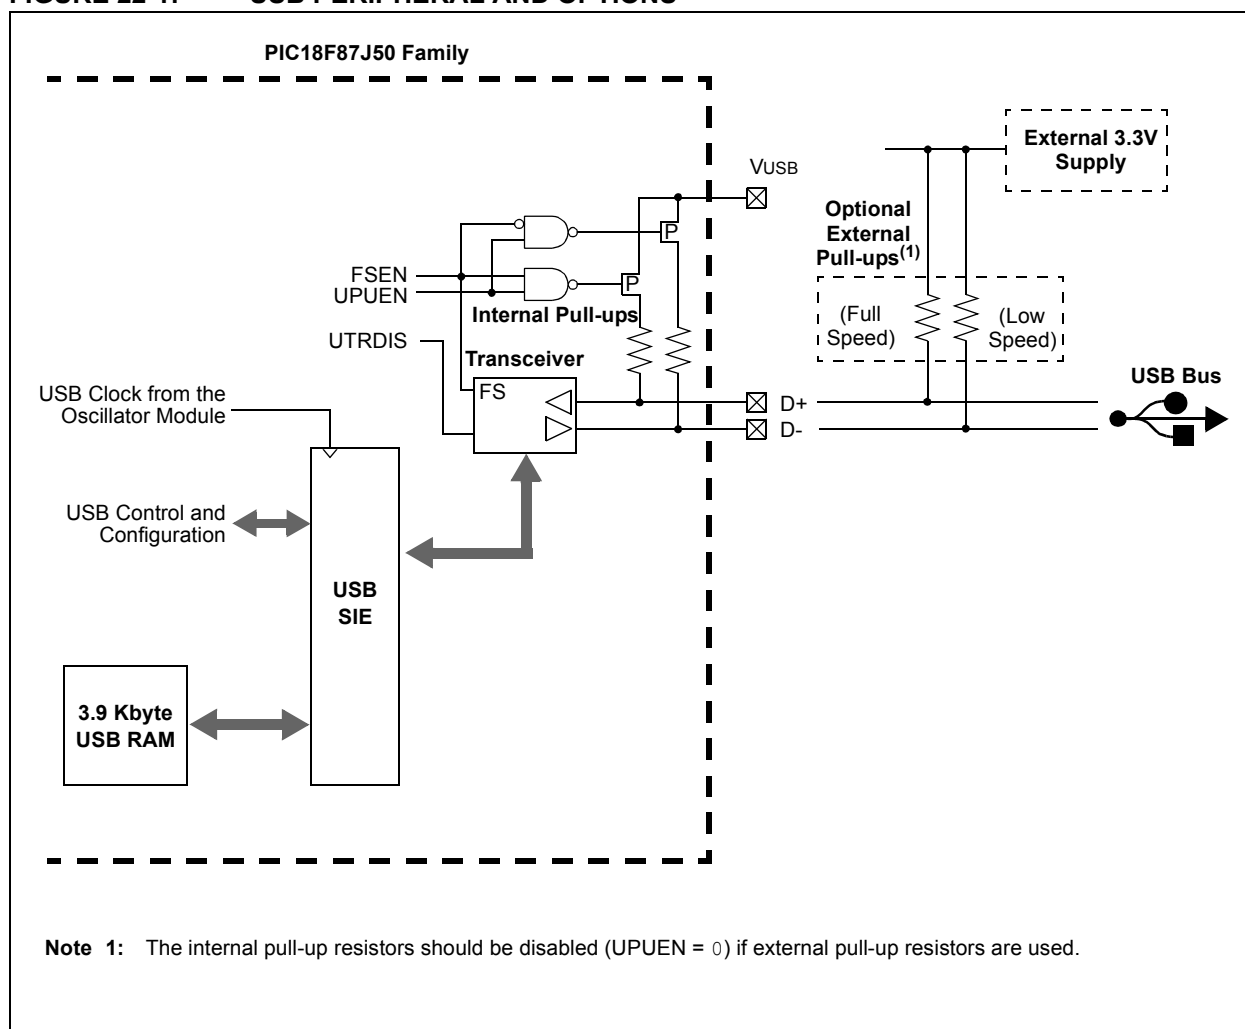 PIC18F87J50 Family
External 3.3V
Supply
VUSB
Optional
External
Pull-ups(1)
P
FSEN
P
UPUEN
Internal Pull-ups
(Full
Speed)
(Low
Speed)
UTRDIS
Transceiver
FS
USB Bus
USB Clock from the
Oscillator Module
D+
D-
USB Control and
Configuration
USB
SIE
3.9 Kbyte
USB RAM
Note 1: The internal pull-up resistors should be disabled (UPUEN = 0) if external pull-up resistors are used.